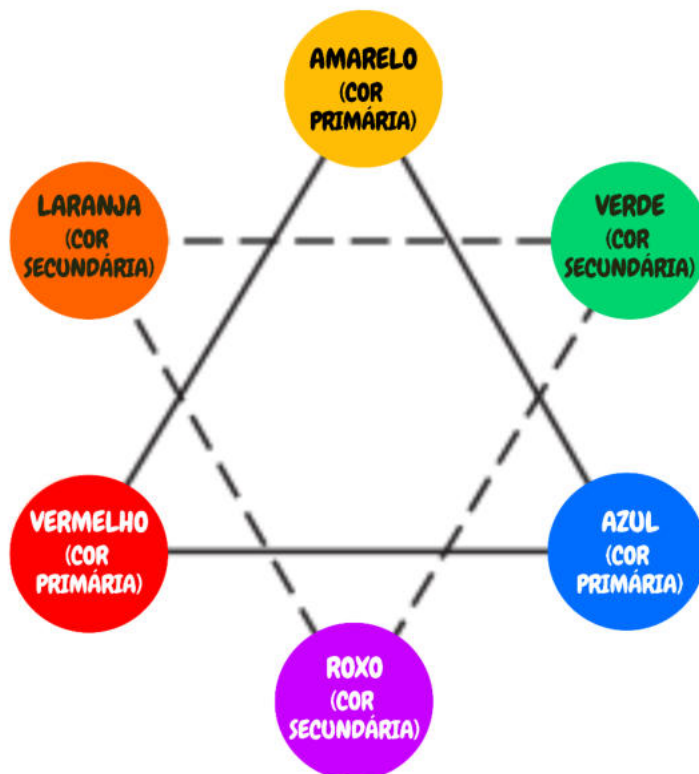 AMARELO
(COR
PRIMÁRIA)
LARANJA
(COR
SECUNDÁRIA)
VERDE
(COR
SECUNDÁRIA)
VERMELHO
(COR
PRIMÁRIA)
AZUL
(COR
PRIMÁRIA)
ROXO
(COR
SECUNDÁRIA)